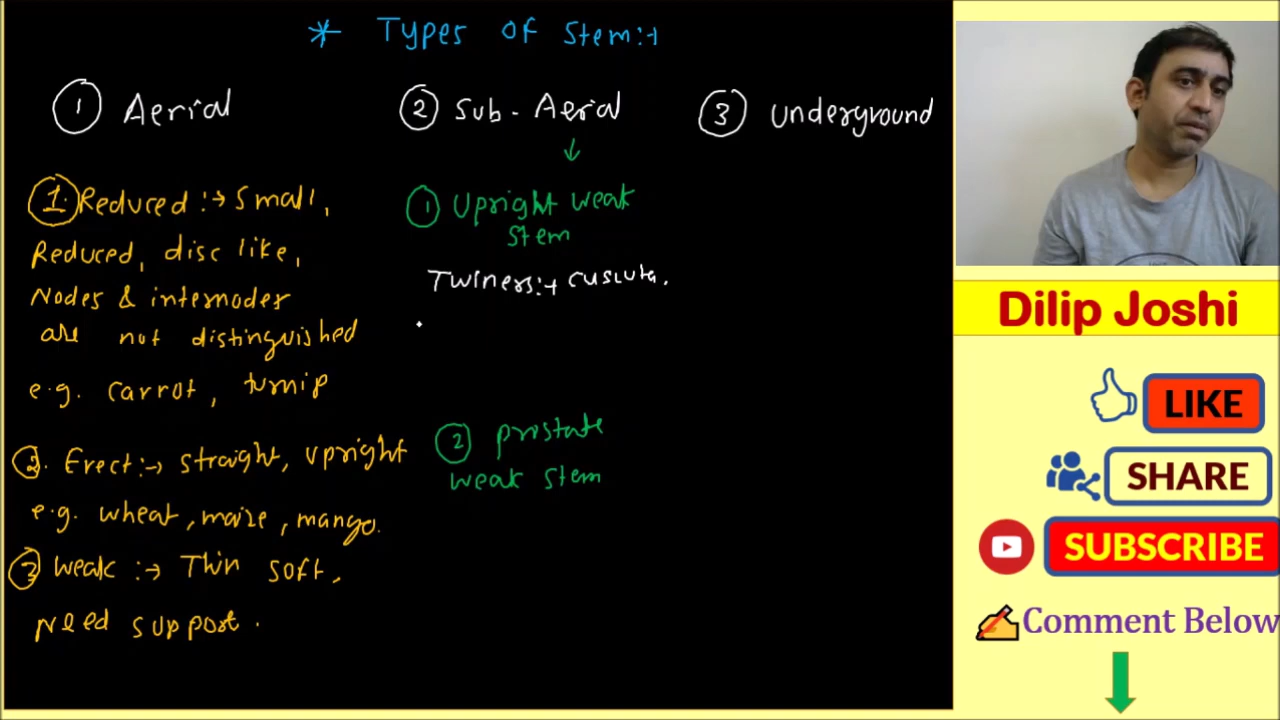 * Types of Stem:→
① Aerial
② Sub-Aerial
③ Underground
1. Reduced :→ Small,
Reduced, disc like,
Nodes & internodes
are not distinguished
e.g. Carrot, turnip
2. Erect:→ straight, upright
e.g. wheat, maize, mango.
3 Weak :→ Thin soft,
Need support.
↓
① Upright weak
Stem
Twiners:→ Cuscuta.
② Prostate
weak stem
Dilip Joshi
LIKE
SHARE
SUBSCRIBE
Comment Below